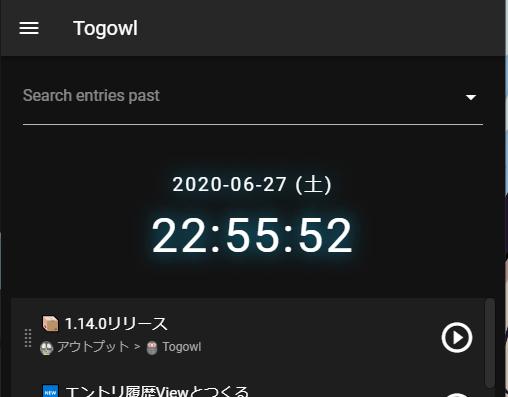 Togowl
Search entries past
2020-06-27 (土)
22:55:52
1.14.0リリース
アウトプット > Togowl
NEW エントリ履歴Viewとつくる